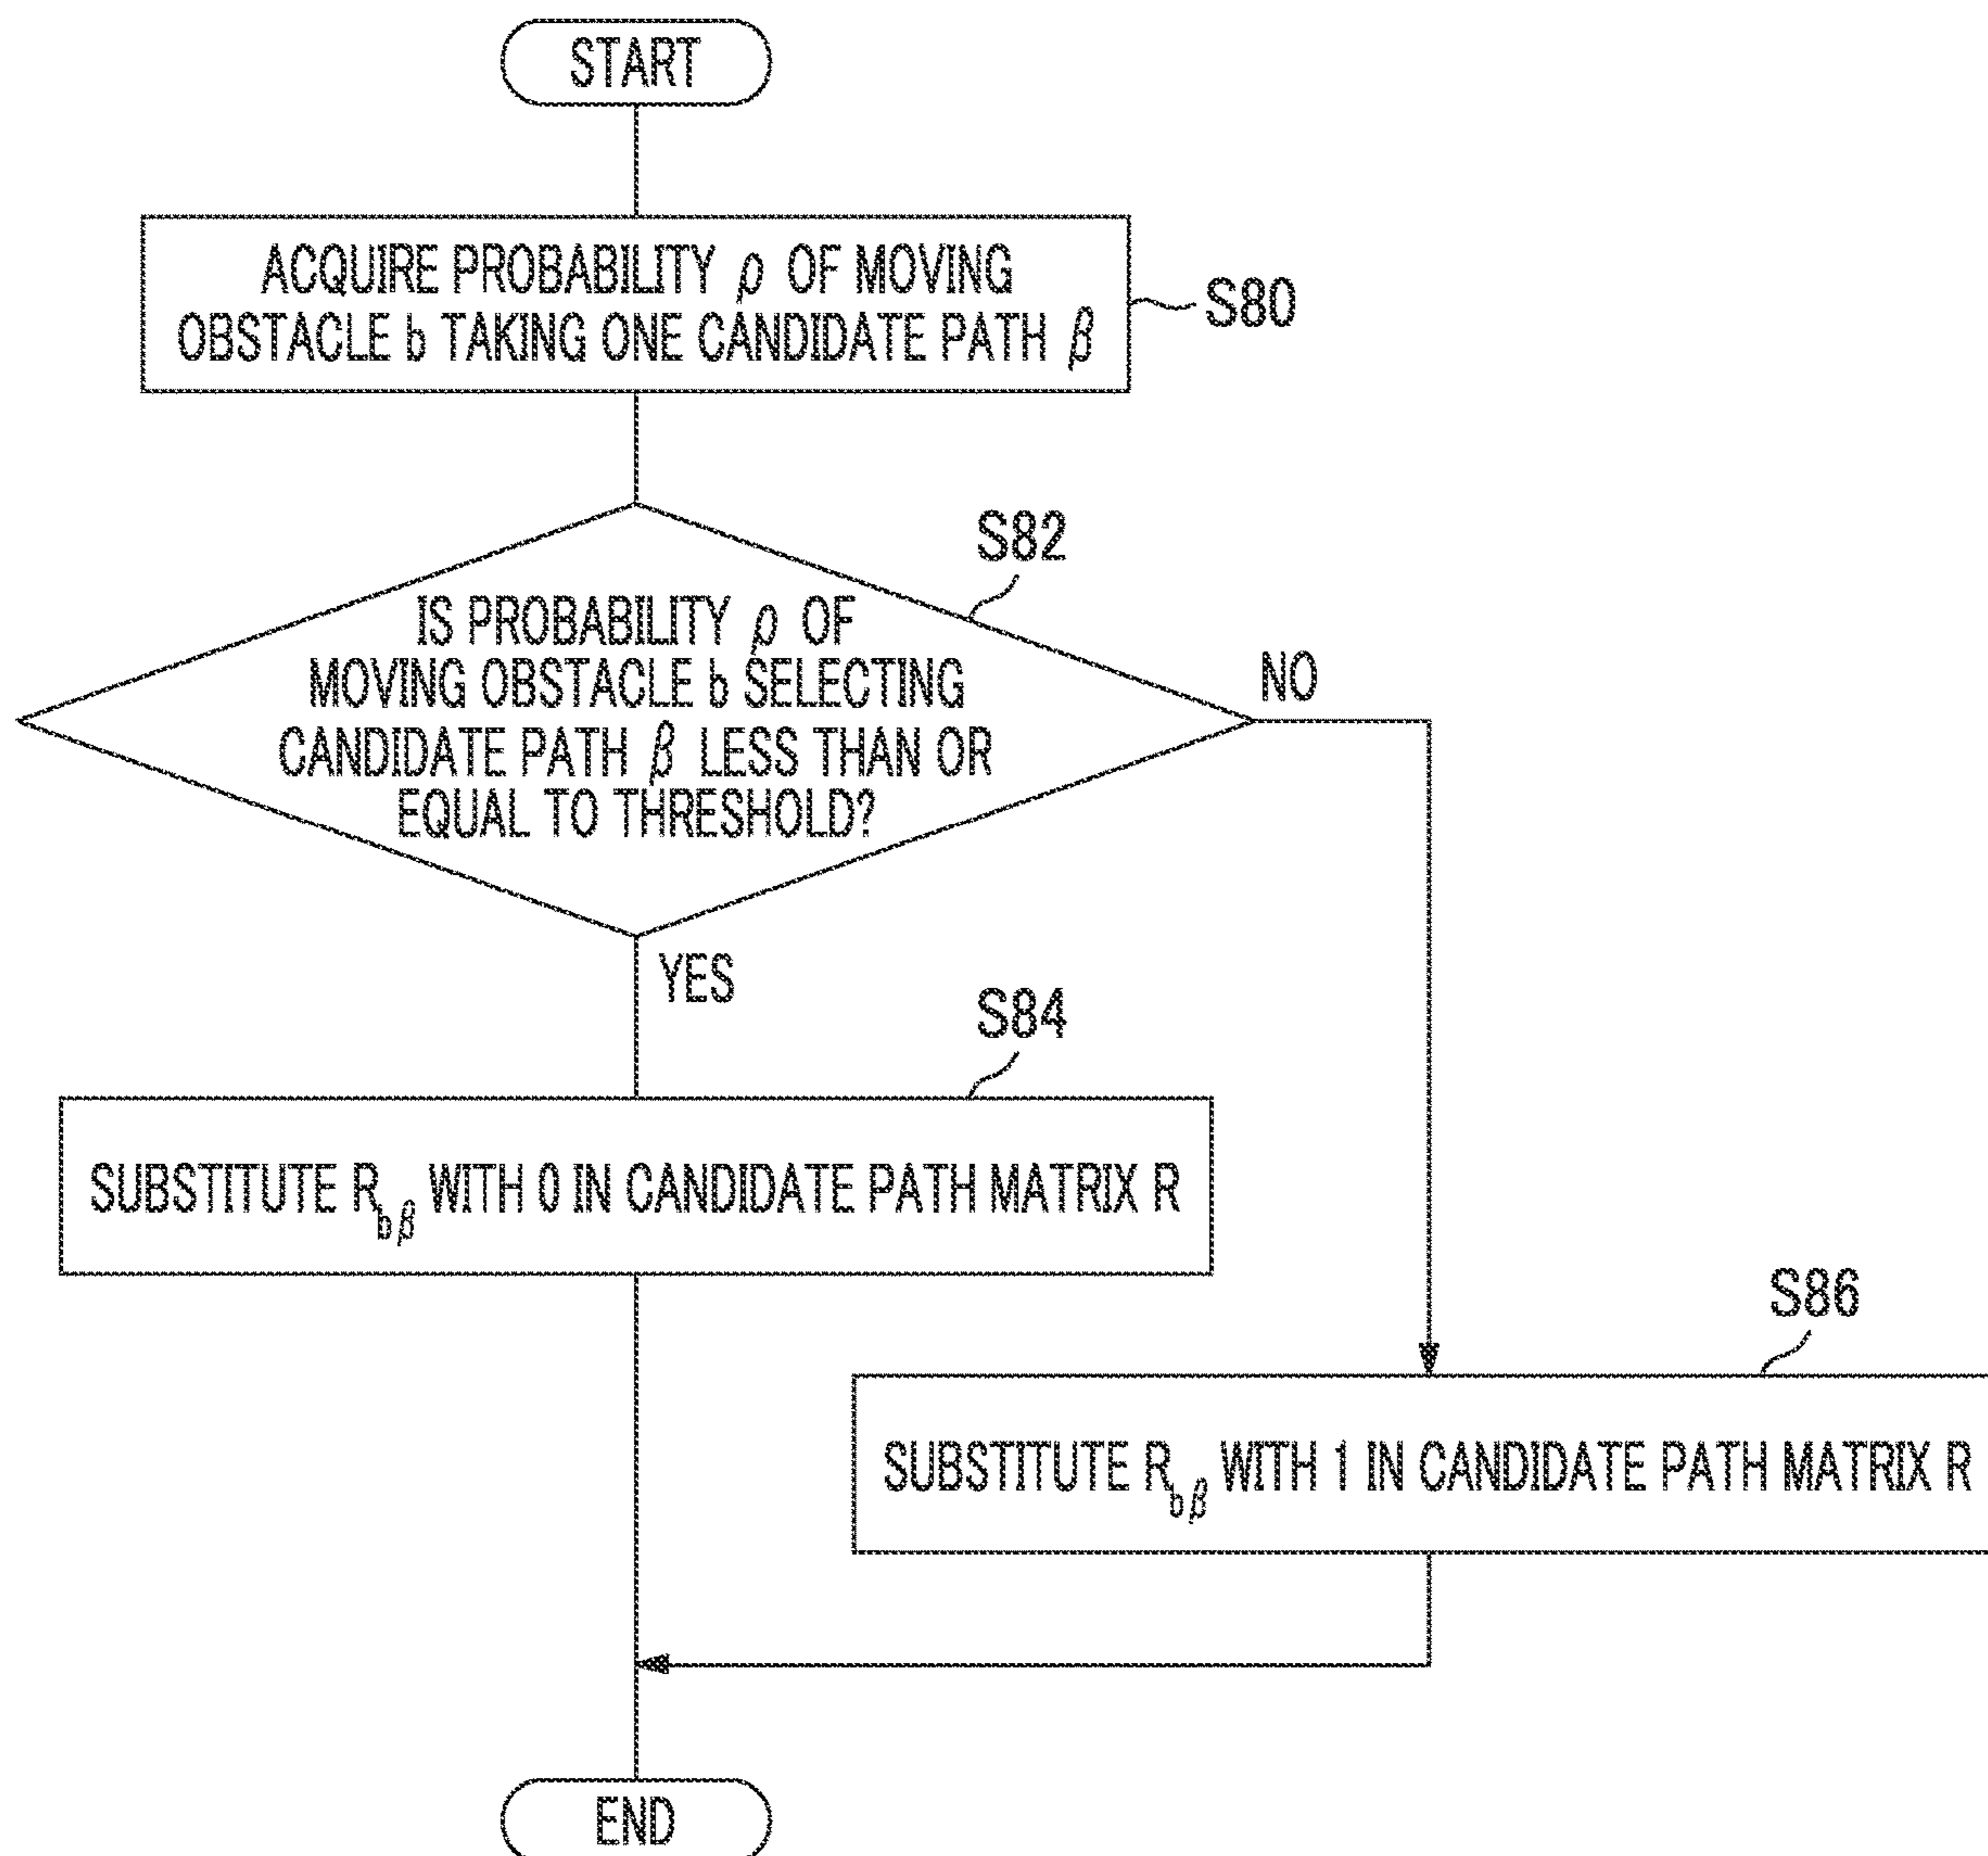 START
ACQUIRE PROBABILITY ρ OF MOVING
OBSTACLE b TAKING ONE CANDIDATE PATH β
S80
S82
IS PROBABILITY ρ OF
MOVING OBSTACLE b SELECTING
CANDIDATE PATH β LESS THAN OR
EQUAL TO THRESHOLD?
NO
YES
S84
SUBSTITUTE R_bβ WITH 0 IN CANDIDATE PATH MATRIX R
S86
SUBSTITUTE R_bβ WITH 1 IN CANDIDATE PATH MATRIX R
END